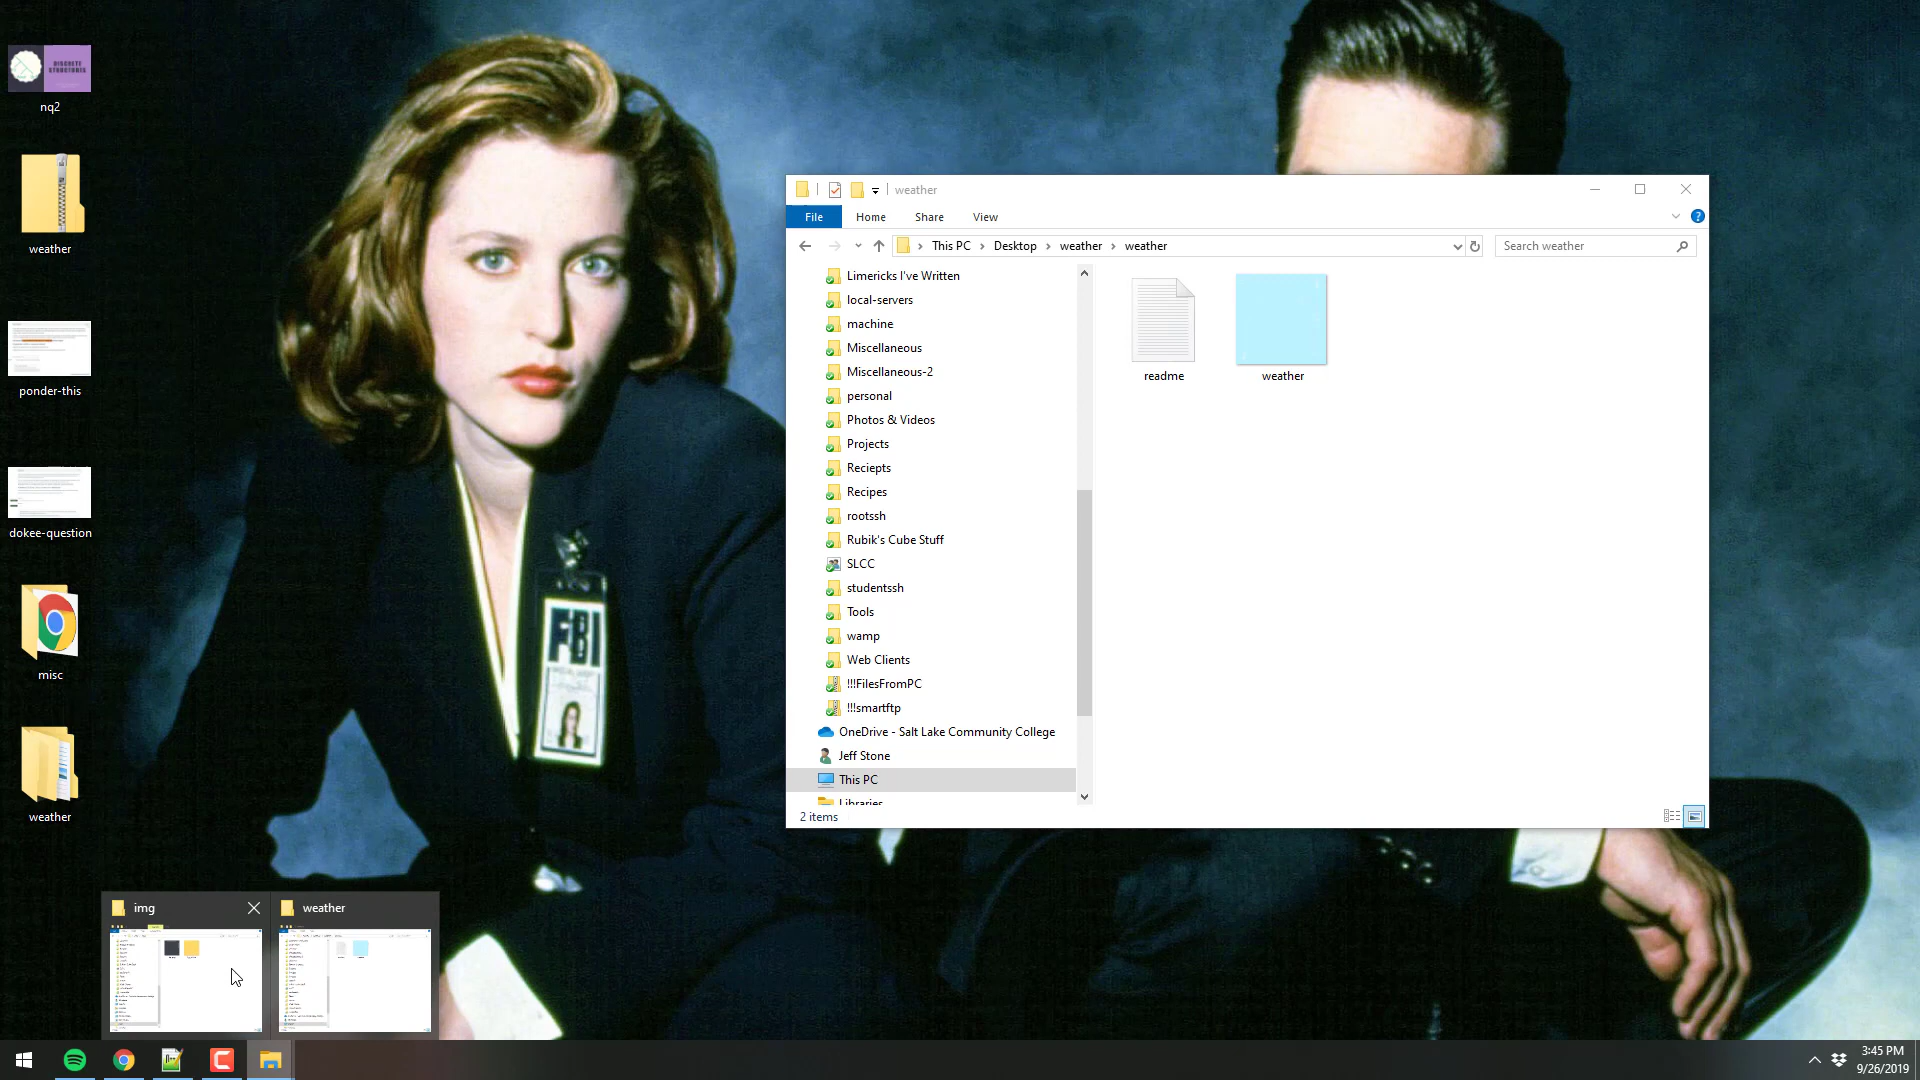 DISCRETE
STRUCTURES
nq2
weather
ponder-this
dokee-question
misc
weather
FBI
weather
File
Home
Share
View
This PC
Desktop
weather
weather
Search weather
Limericks I've Written
local-servers
machine
Miscellaneous
Miscellaneous-2
personal
Photos & Videos
Projects
Reciepts
Recipes
rootssh
Rubik's Cube Stuff
SLCC
studentssh
Tools
wamp
Web Clients
!!!FilesFromPC
!!!smartftp
OneDrive - Salt Lake Community College
Jeff Stone
This PC
Libraries
readme
weather
2 items
img
weather
3:45 PM
9/26/2019